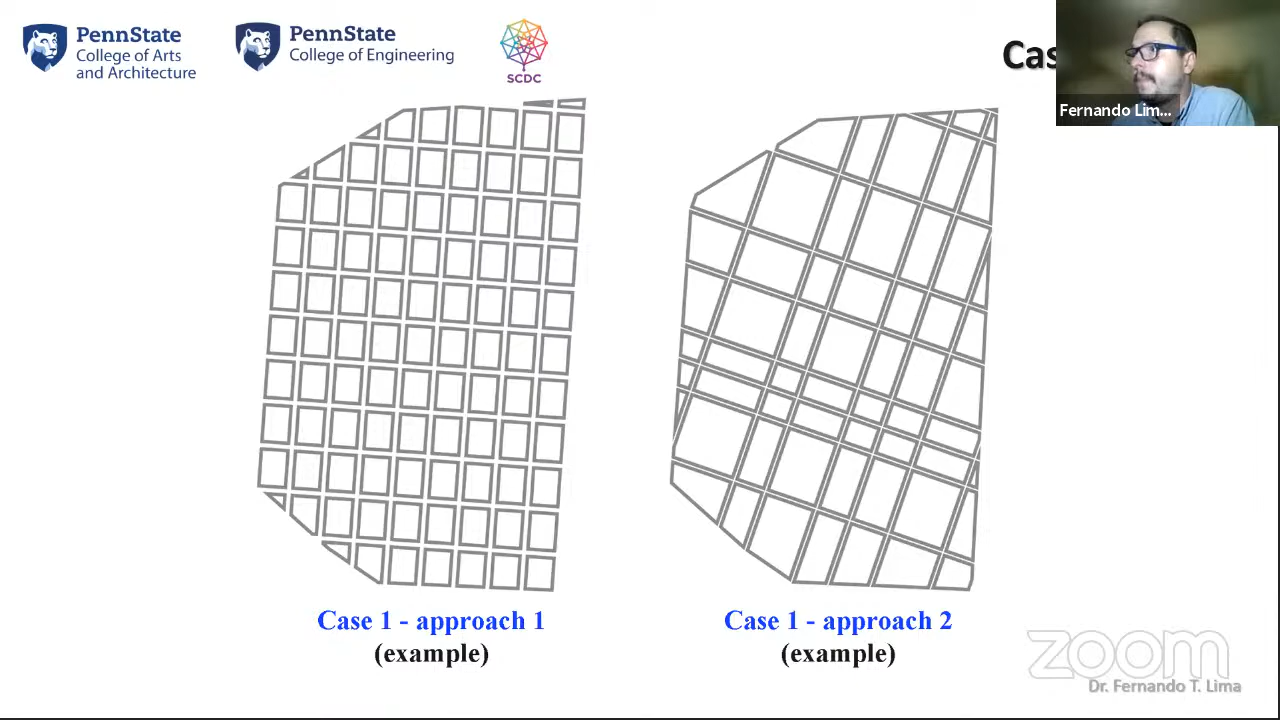 PennState
College of Arts
and Architecture
PennState
College of Engineering
SCDC
Cas
Fernando Lim...
Case 1 - approach 1
(example)
Case 1 - approach 2
(example)
zoom
Dr. Fernando T. Lima